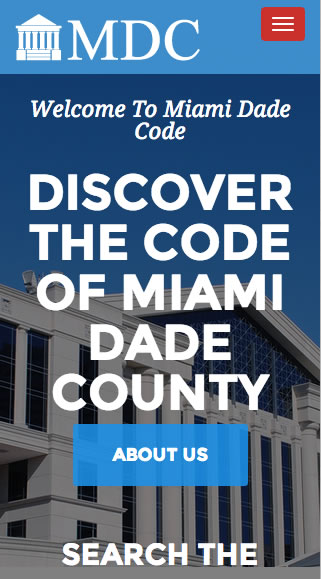 MDC
Welcome To Miami Dade
Code
DISCOVER
THE CODE
OF MIAMI
DADE
COUNTY
ABOUT US
SEARCH THE